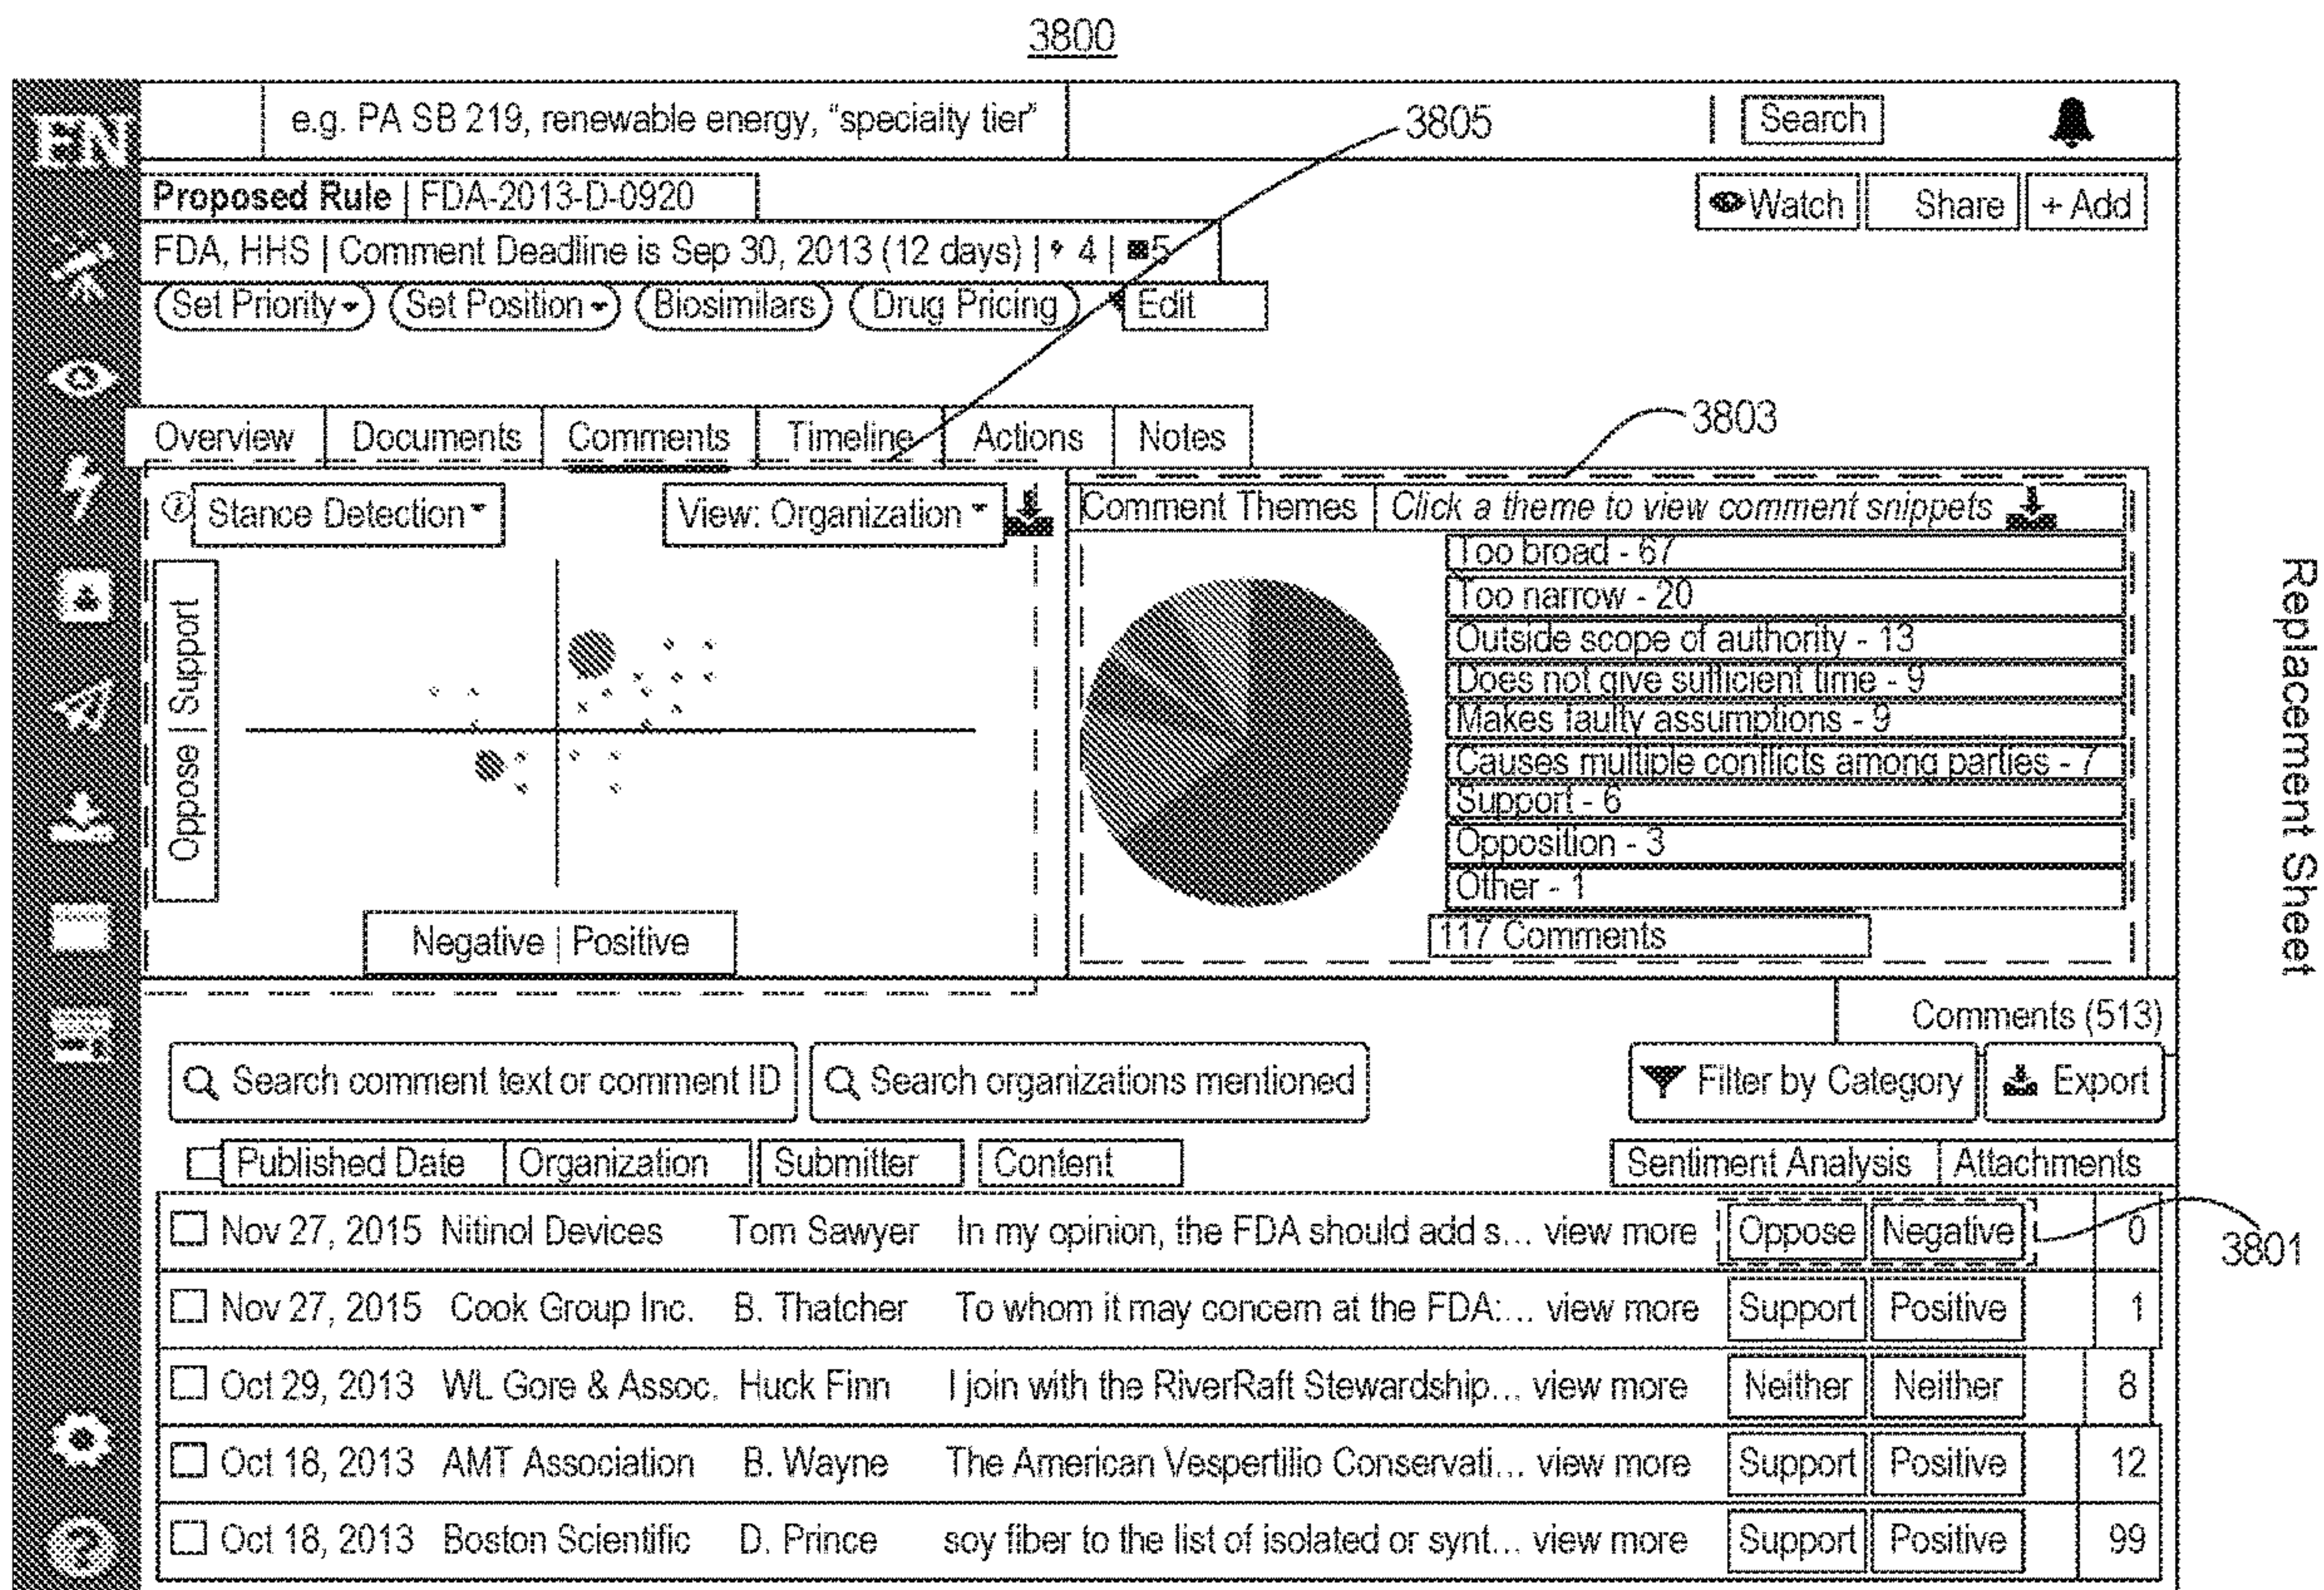 3800
EN
e.g. PA SB 219, renewable energy, "specialty tier"
3805
Search
Proposed Rule | FDA-2013-D-0920
Watch
Share
+ Add
FDA, HHS | Comment Deadline is Sep 30, 2013 (12 days) | 4 | 5
Set Priority
Set Position
Biosimilars
Drug Pricing
Edit
3803
Overview
Documents
Comments
Timeline
Actions
Notes
Stance Detection
View: Organization
Oppose | Support
Negative | Positive
Comment Themes
Click a theme to view comment snippets
Too broad - 67
Too narrow - 20
Outside scope of authority - 13
Does not give sufficient time - 9
Makes faulty assumptions - 9
Causes multiple conflicts among parties - 7
Support - 6
Opposition - 3
Other - 1
117 Comments
Replacement Sheet
Comments (513)
Search comment text or comment ID
Search organizations mentioned
Filter by Category
Export
Published Date Organization Submitter Content Sentiment Analysis Attachments
Nov 27, 2015 Nitinol Devices Tom Sawyer In my opinion, the FDA should add s... view more Oppose Negative 0
3801
Nov 27, 2015 Cook Group Inc. B. Thatcher To whom it may concern at the FDA:... view more Support Positive 1
Oct 29, 2013 WL Gore & Assoc. Huck Finn I join with the RiverRaft Stewardship... view more Neither Neither 8
Oct 18, 2013 AMT Association B. Wayne The American Vespertilio Conservati... view more Support Positive 12
Oct 18, 2013 Boston Scientific D. Prince soy fiber to the list of isolated or synt... view more Support Positive 99